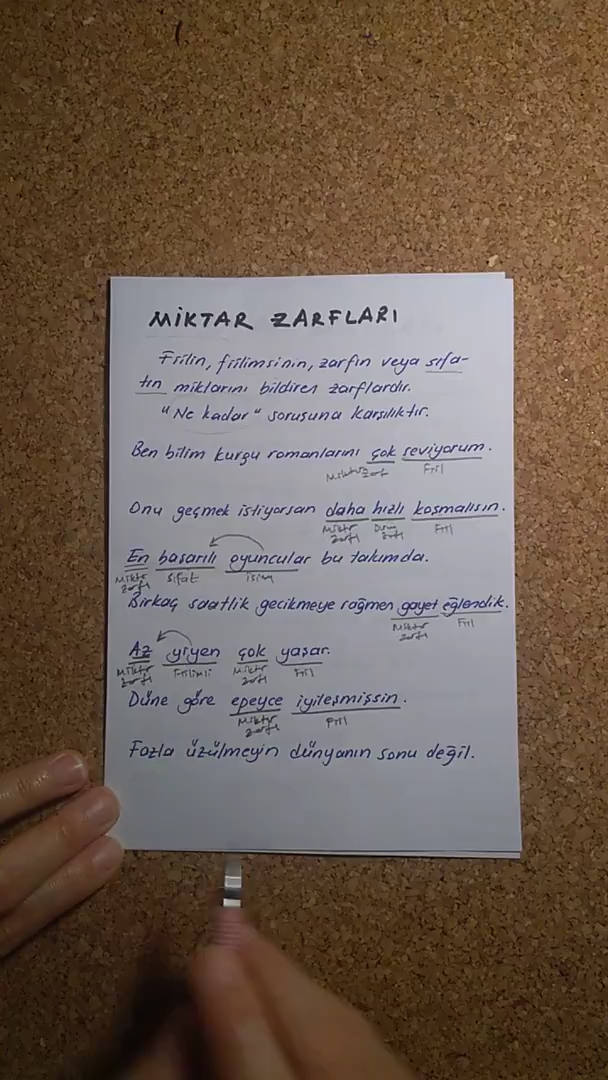 MİKTAR ZARFLARI
Fiilin, fiilimsinin, zarfın veya sıfa-
tın miktarını bildiren zarflardır.
"Ne kadar" sorusuna karşılıktır.
Ben bilim kurgu romanlarını çok seviyorum.
Miktar zarf Fiil
Onu geçmek istiyorsan daha hızlı koşmalısın.
Miktar zarfı Durum zarfı Fiil
En başarılı oyuncular bu takımda.
Miktar zarfı Sıfat isim
Birkaç saatlik gecikmeye rağmen gayet eğlendik.
Miktar zarfı Fiil
Az yiyen çok yaşar.
Miktar zarfı Miktar zarfı Fiil
Düne göre epeyce iyileşmişsin.
Miktar zarfı Fiil
Fazla üzülmeyin dünyanın sonu değil.